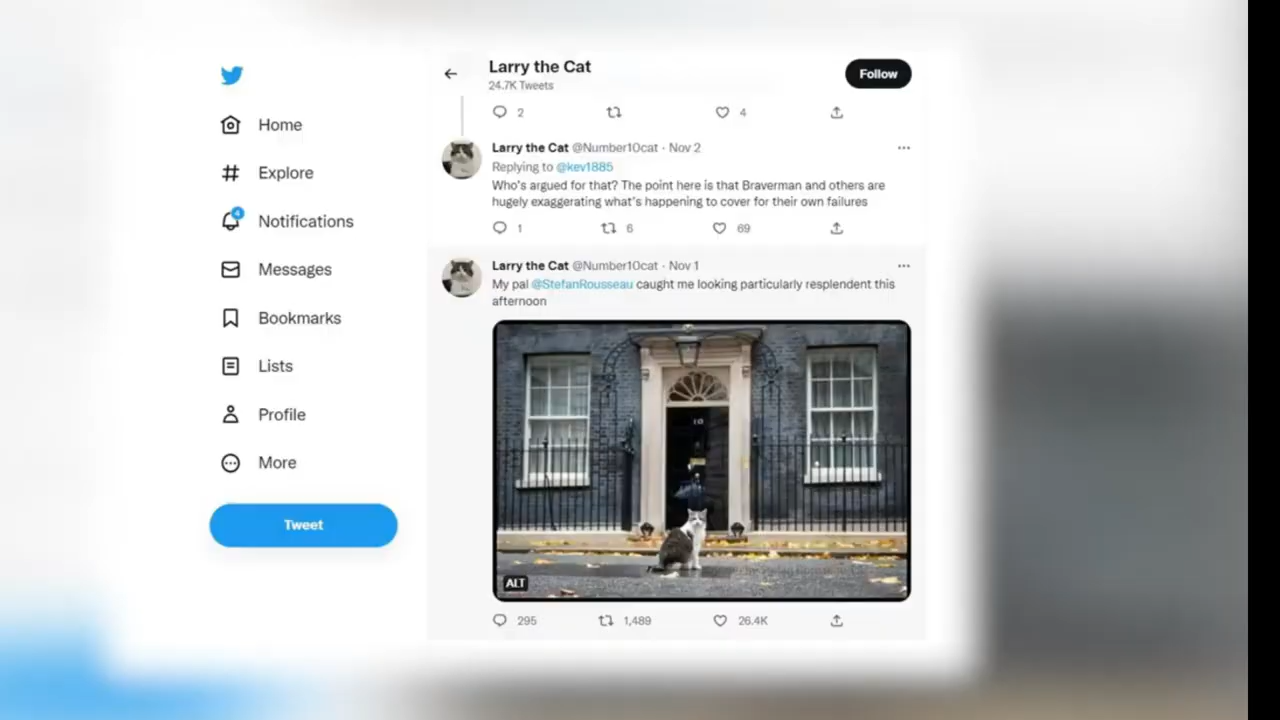 Larry the Cat
24.7K Tweets
Follow
Home
Explore
4
Notifications
Messages
Bookmarks
Lists
Profile
More
Tweet
2
4
Larry the Cat @Number10cat · Nov 2
Replying to @kev1885
Who's argued for that? The point here is that Braverman and others are
hugely exaggerating what's happening to cover for their own failures
1
6
69
Larry the Cat @Number10cat · Nov 1
My pal @StefanRousseau caught me looking particularly resplendent this
afternoon
10
ALT
295
1,489
26.4K